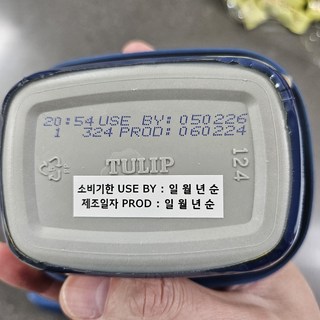 20:54 USE BY: 050226
1 324 PROD: 060224
TULIP
124
소비기한 USE BY : 일 월 년 순
제조일자 PROD : 일 월 년 순